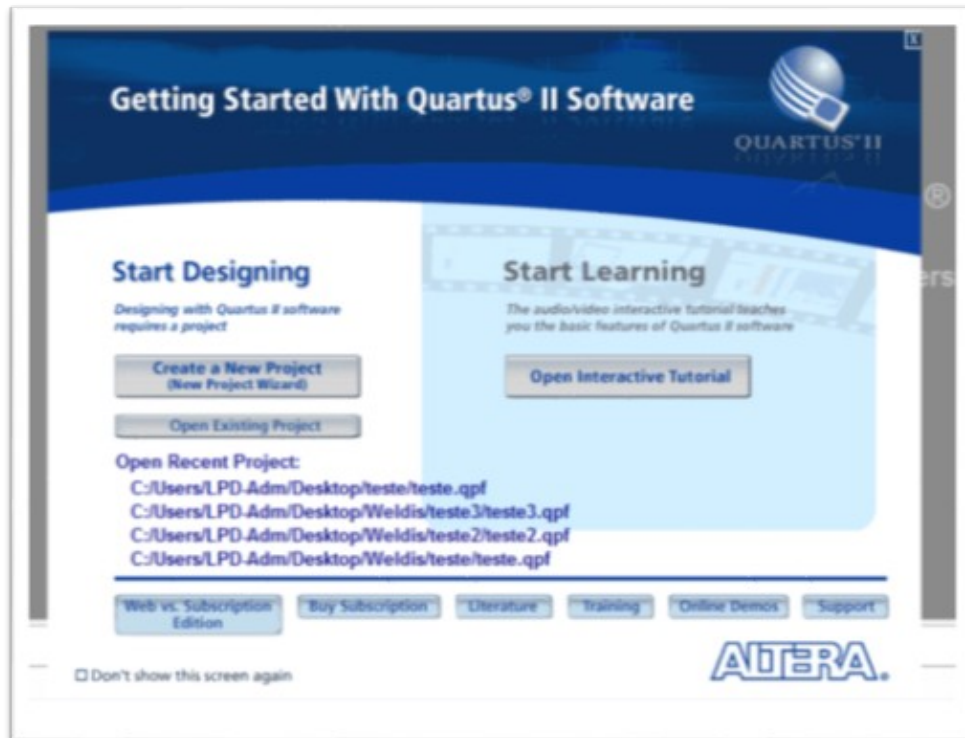 Getting Started With Quartus® II Software
QUARTUS® II
®
ers
Start Designing
Designing with Quartus II software
requires a project
Create a New Project
(New Project Wizard)
Open Existing Project
Open Recent Project:
C:/Users/LPD-Adm/Desktop/teste/teste.qpf
C:/Users/LPD-Adm/Desktop/Weldis/teste3/teste3.qpf
C:/Users/LPD-Adm/Desktop/Weldis/teste2/teste2.qpf
C:/Users/LPD-Adm/Desktop/Weldis/teste/teste.qpf
Start Learning
The audio/video interactive tutorial teaches
you the basic features of Quartus II software
Open Interactive Tutorial
Web vs. Subscription
Edition
Buy Subscription
Literature
Training
Online Demos
Support
Don't show this screen again
ALTERA®